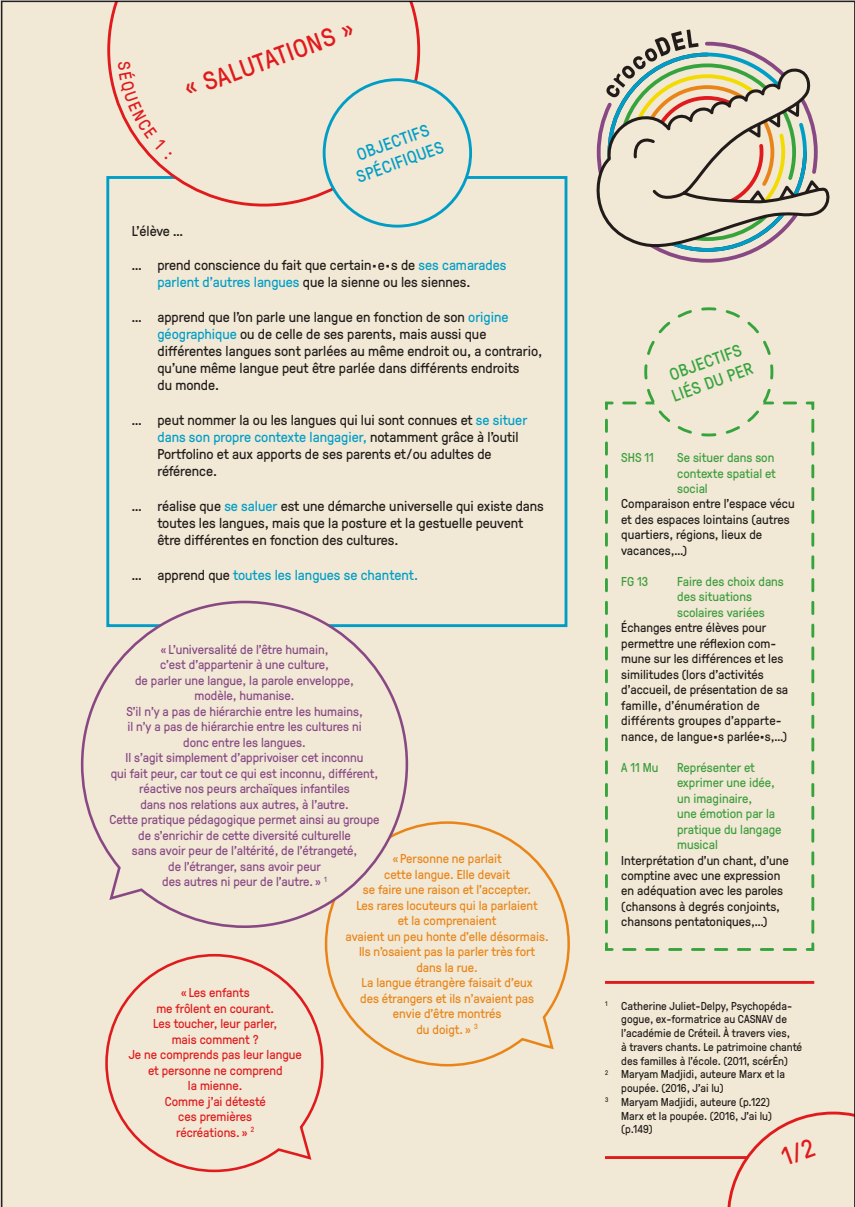 SÉQUENCE 1 :
« SALUTATIONS »
OBJECTIFS
SPÉCIFIQUES
crocoDEL
L'élève ...
... prend conscience du fait que certain•e•s de ses camarades
parlent d'autres langues que la sienne ou les siennes.
... apprend que l'on parle une langue en fonction de son origine
géographique ou de celle de ses parents, mais aussi que
différentes langues sont parlées au même endroit ou, a contrario,
qu'une même langue peut être parlée dans différents endroits
du monde.
... peut nommer la ou les langues qui lui sont connues et se situer
dans son propre contexte langagier, notamment grâce à l'outil
Portfolino et aux apports de ses parents et/ou adultes de
référence.
... réalise que se saluer est une démarche universelle qui existe dans
toutes les langues, mais que la posture et la gestuelle peuvent
être différentes en fonction des cultures.
... apprend que toutes les langues se chantent.
« L'universalité de l'être humain,
c'est d'appartenir à une culture,
de parler une langue, la parole enveloppe,
modèle, humanise.
S'il n'y a pas de hiérarchie entre les humains,
il n'y a pas de hiérarchie entre les cultures ni
donc entre les langues.
Il s'agit simplement d'apprivoiser cet inconnu
qui fait peur, car tout ce qui est inconnu, différent,
réactive nos peurs archaïques infantiles
dans nos relations aux autres, à l'autre.
Cette pratique pédagogique permet ainsi au groupe
de s'enrichir de cette diversité culturelle
sans avoir peur de l'altérité, de l'étrangeté,
de l'étranger, sans avoir peur
des autres ni peur de l'autre. » 1
« Personne ne parlait
cette langue. Elle devait
se faire une raison et l'accepter.
Les rares locuteurs qui la parlaient
et la comprenaient
avaient un peu honte d'elle désormais.
Ils n'osaient pas la parler très fort
dans la rue.
La langue étrangère faisait d'eux
des étrangers et ils n'avaient pas
envie d'être montrés
du doigt. » 3
« Les enfants
me frôlent en courant.
Les toucher, leur parler,
mais comment ?
Je ne comprends pas leur langue
et personne ne comprend
la mienne.
Comme j'ai détesté
ces premières
récréations. » 2
OBJECTIFS
LIÉS DU PER
SHS 11 Se situer dans son
contexte spatial et
social
Comparaison entre l'espace vécu
et des espaces lointains (autres
quartiers, régions, lieux de
vacances,...)
FG 13 Faire des choix dans
des situations
scolaires variées
Échanges entre élèves pour
permettre une réflexion com-
mune sur les différences et les
similitudes (lors d'activités
d'accueil, de présentation de sa
famille, d'énumération de
différents groupes d'apparte-
nance, de langue•s parlée•s,...)
A 11 Mu Représenter et
exprimer une idée,
un imaginaire,
une émotion par la
pratique du langage
musical
Interprétation d'un chant, d'une
comptine avec une expression
en adéquation avec les paroles
(chansons à degrés conjoints,
chansons pentatoniques,...)
1 Catherine Juliet-Delpy, Psychopéda-
gogue, ex-formatrice au CASNAV de
l'académie de Créteil. À travers vies,
à travers chants. Le patrimoine chanté
des familles à l'école. (2011, scérÉn)
2 Maryam Madjidi, auteure Marx et la
poupée. (2016, J'ai lu)
3 Maryam Madjidi, auteure (p.122)
Marx et la poupée. (2016, J'ai lu)
(p.149)
1/2